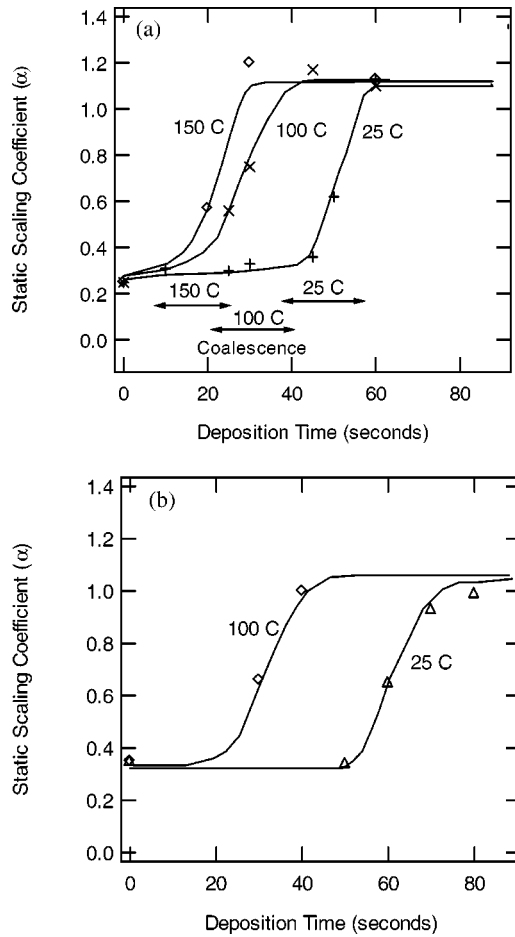 (a)
1.4
1.2
1.0
0.8
0.6
0.4
0.2
0.0
Static Scaling Coefficient (α)
150 C
100 C
25 C
150 C
25 C
100 C
Coalescence
0
20
40
60
80
Deposition Time (seconds)
(b)
1.4
1.2
1.0
0.8
0.6
0.4
0.2
0.0
Static Scaling Coefficient (α)
100 C
25 C
0
20
40
60
80
Deposition Time (seconds)